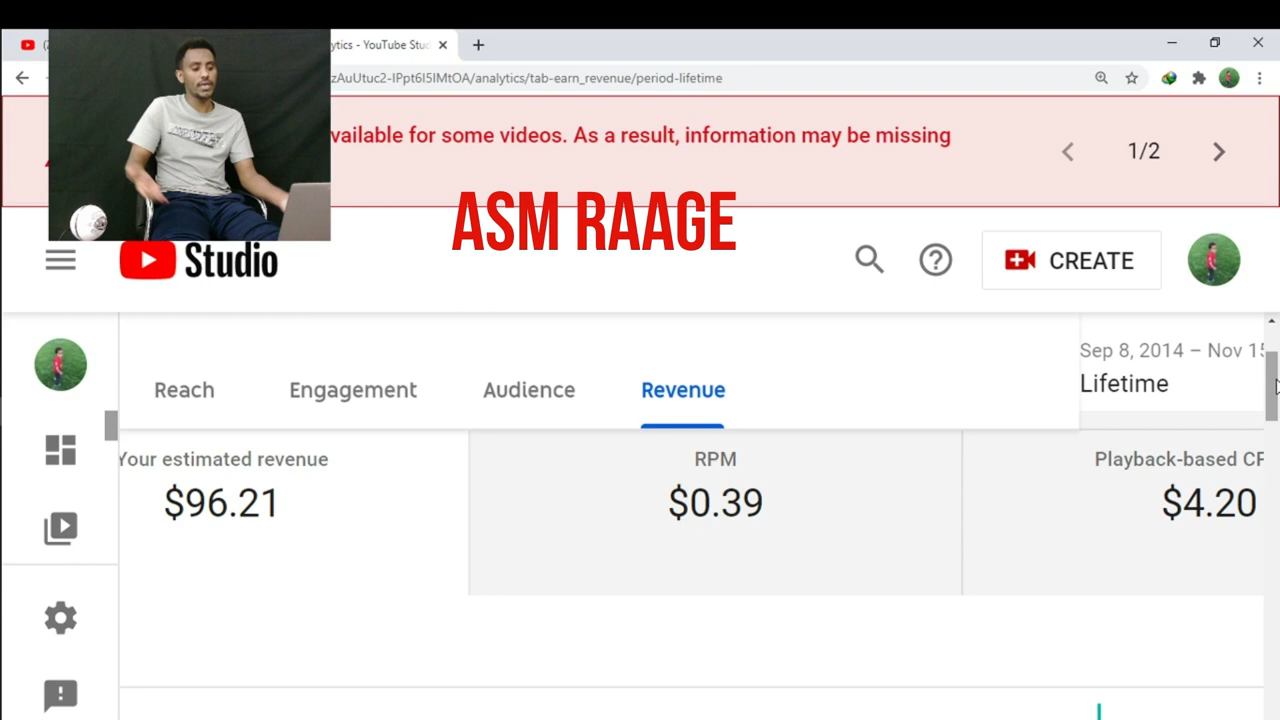 ytics - YouTube Stu
zAuUtuc2-IPpt6I5IMtOA/analytics/tab-earn_revenue/period-lifetime
vailable for some videos. As a result, information may be missing
1/2
ASM RAAGE
Studio
CREATE
Sep 8, 2014 – Nov 15
Lifetime
Reach Engagement Audience Revenue
Your estimated revenue RPM Playback-based CP
$96.21 $0.39 $4.20